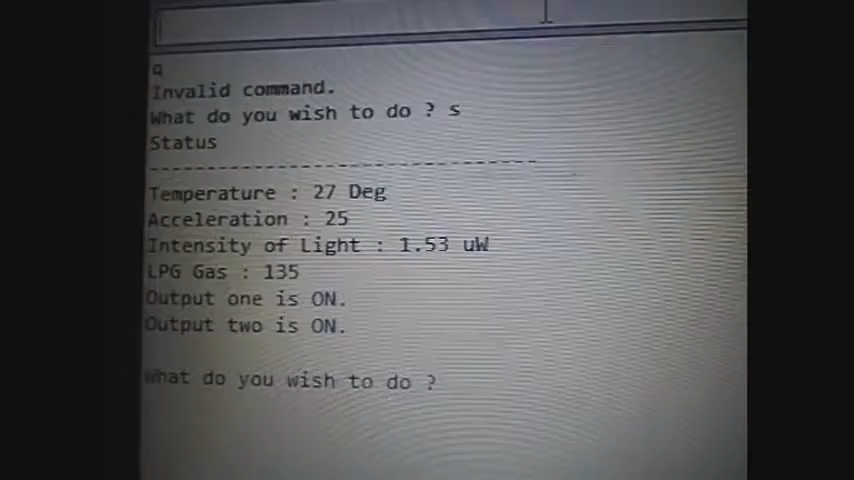 q
Invalid command.
What do you wish to do ? s
Status
--------------------------------------------
Temperature : 27 Deg
Acceleration : 25
Intensity of Light : 1.53 uW
LPG Gas : 135
Output one is ON.
Output two is ON.
What do you wish to do ?